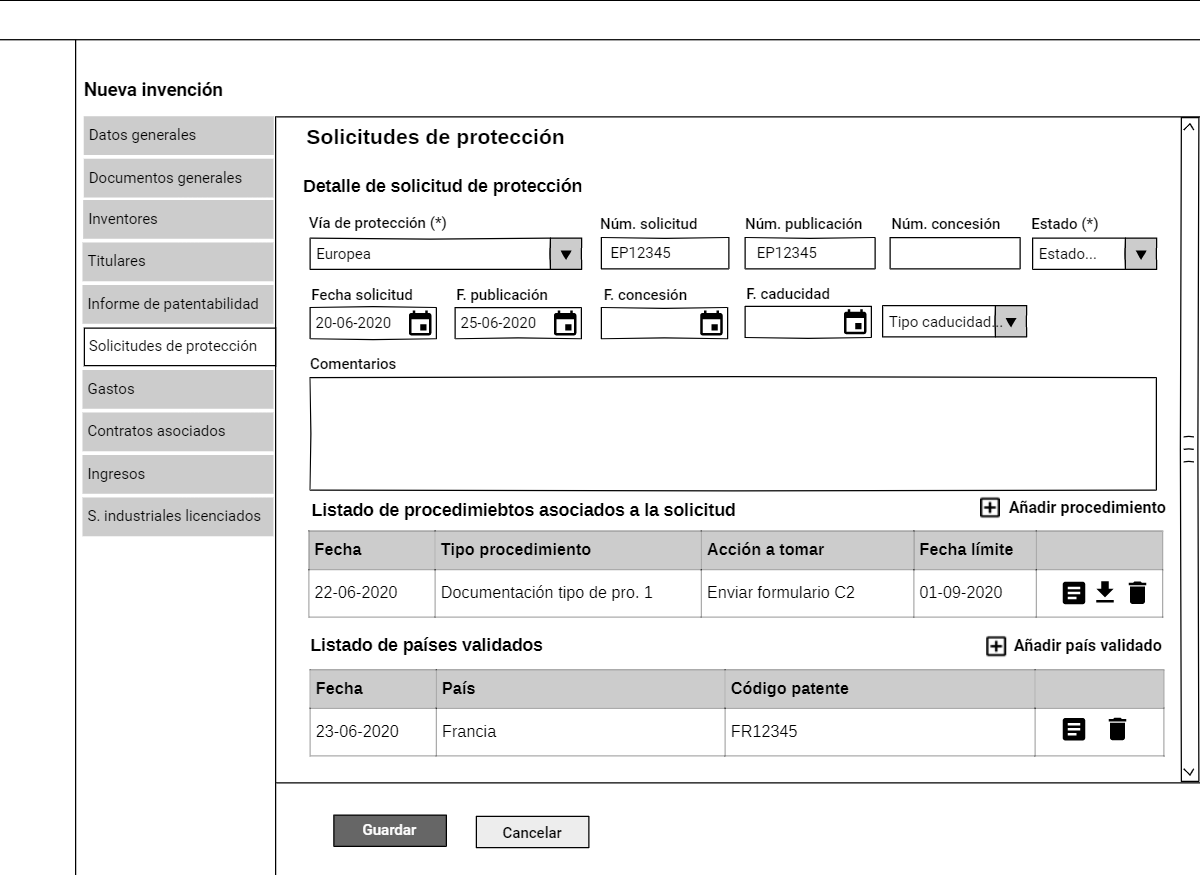 Nueva invención
Datos generales
Documentos generales
Inventores
Titulares
Informe de patentabilidad
Solicitudes de protección
Gastos
Contratos asociados
Ingresos
S. industriales licenciados
Solicitudes de protección
Detalle de solicitud de protección
Vía de protección (*) Núm. solicitud Núm. publicación Núm. concesión Estado (*)
Europea EP12345 EP12345 Estado...
Fecha solicitud F. publicación F. concesión F. caducidad
20-06-2020 25-06-2020 Tipo caducidad...
Comentarios
Listado de procedimiebtos asociados a la solicitud Añadir procedimiento
Fecha Tipo procedimiento Acción a tomar Fecha límite
22-06-2020 Documentación tipo de pro. 1 Enviar formulario C2 01-09-2020
Listado de países validados Añadir país validado
Fecha País Código patente
23-06-2020 Francia FR12345
Guardar Cancelar